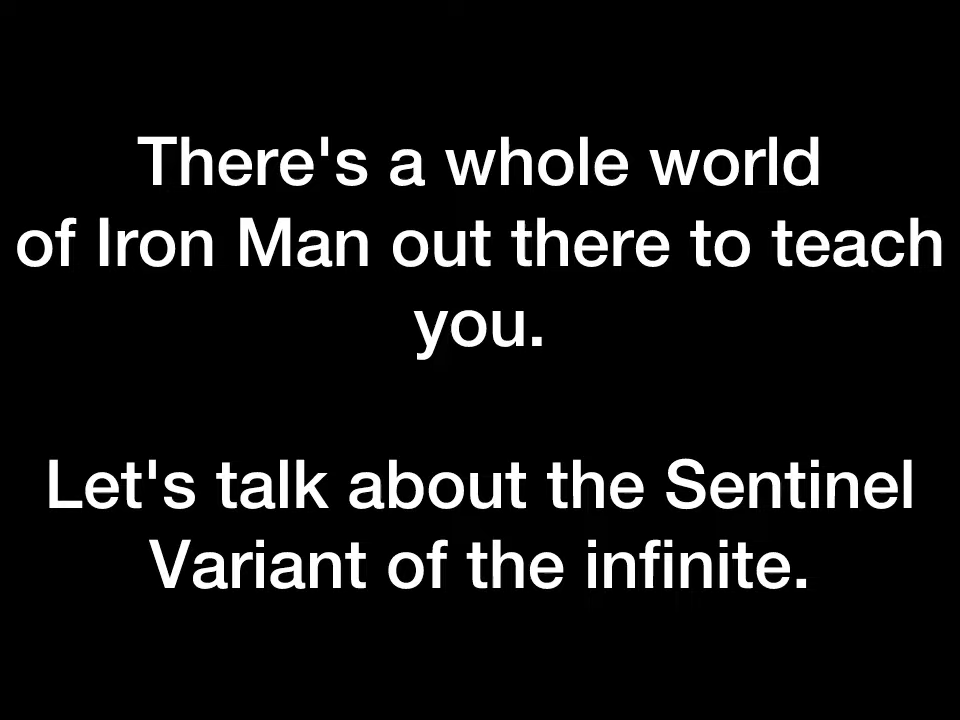 There's a whole world
of Iron Man out there to teach
you.
Let's talk about the Sentinel
Variant of the infinite.